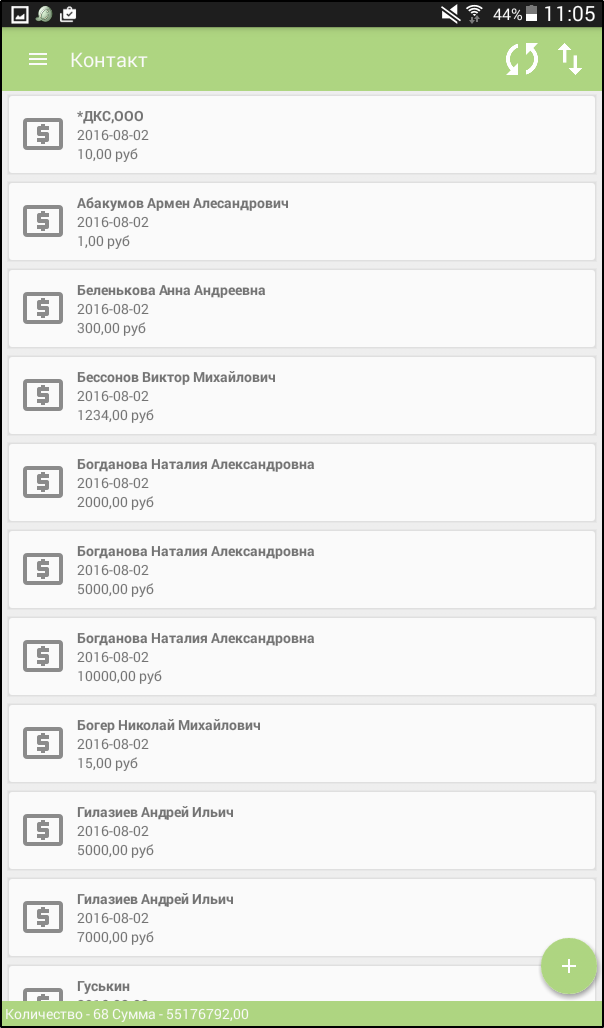 44% 11:05
Контакт
*ДКС,ООО
2016-08-02
10,00 руб
Абакумов Армен Алесандрович
2016-08-02
1,00 руб
Беленькова Анна Андреевна
2016-08-02
300,00 руб
Бессонов Виктор Михайлович
2016-08-02
1234,00 руб
Богданова Наталия Александровна
2016-08-02
2000,00 руб
Богданова Наталия Александровна
2016-08-02
5000,00 руб
Богданова Наталия Александровна
2016-08-02
10000,00 руб
Богер Николай Михайлович
2016-08-02
15,00 руб
Гилазиев Андрей Ильич
2016-08-02
5000,00 руб
Гилазиев Андрей Ильич
2016-08-02
7000,00 руб
Гуськин
Количество - 68 Сумма - 55176792,00